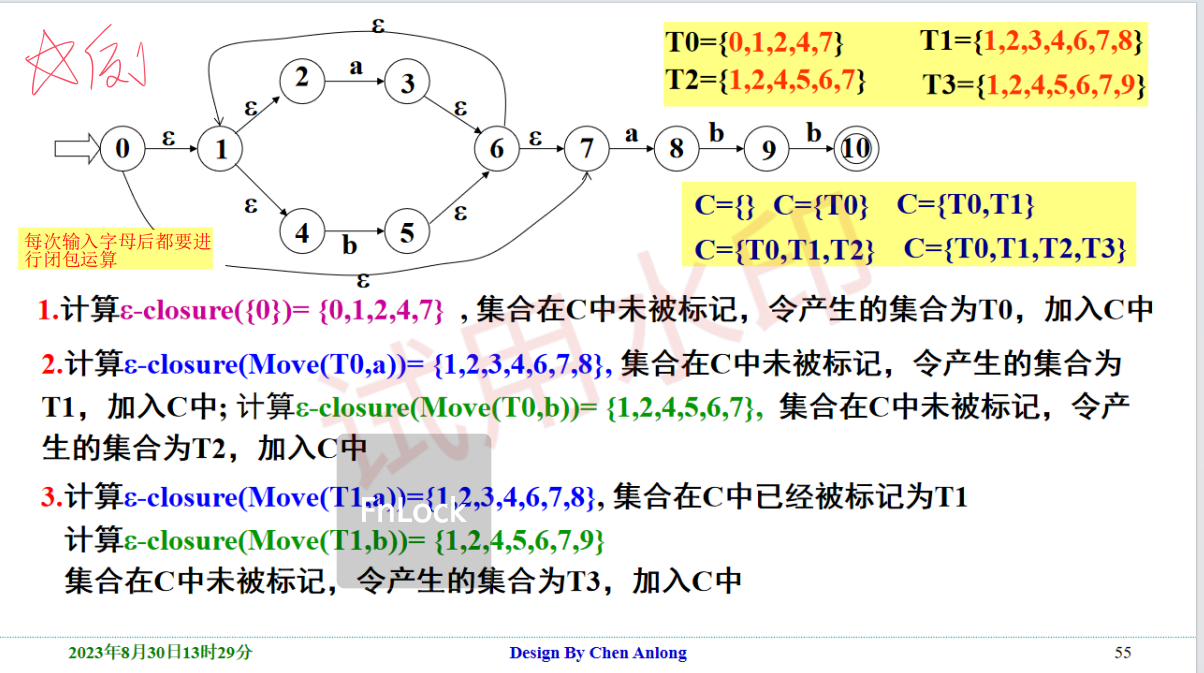 例
ε
T0={0,1,2,4,7} T1={1,2,3,4,6,7,8}
T2={1,2,4,5,6,7} T3={1,2,4,5,6,7,9}
2 a 3
ε ε
0 ε 1 6 ε 7 a 8 b 9 b 10
ε ε
4 b 5
ε
C={} C={T0} C={T0,T1}
C={T0,T1,T2} C={T0,T1,T2,T3}
每次输入字母后都要进
行闭包运算
1.计算ε-closure({0})= {0,1,2,4,7} , 集合在C中未被标记，令产生的集合为T0，加入C中
2.计算ε-closure(Move(T0,a))= {1,2,3,4,6,7,8}, 集合在C中未被标记，令产生的集合为
T1，加入C中; 计算ε-closure(Move(T0,b))= {1,2,4,5,6,7}, 集合在C中未被标记，令产
生的集合为T2，加入C中
3.计算ε-closure(Move(T1,a))={1,2,3,4,6,7,8}, 集合在C中已经被标记为T1
计算ε-closure(Move(T1,b))= {1,2,4,5,6,7,9}
集合在C中未被标记，令产生的集合为T3，加入C中
FnLock
试用水印
2023年8月30日13时29分 Design By Chen Anlong 55